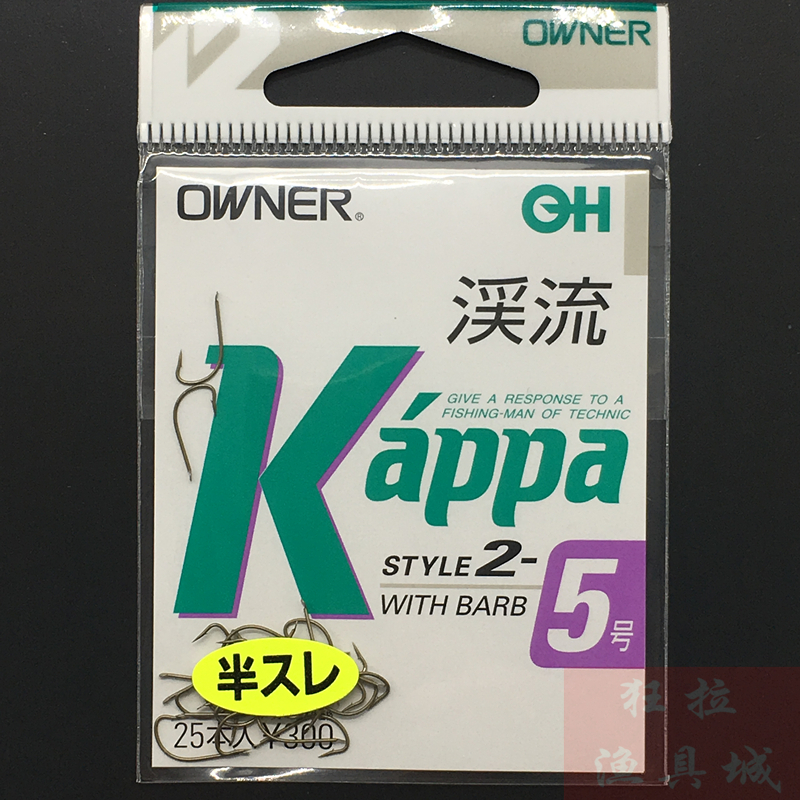 OWNER
OWNER®
OH
渓流
GIVE A RESPONSE TO A
FISHING-MAN OF TECHNIC
Káppa
STYLE 2-
WITH BARB
5号
半スレ
25本入 ¥300
狂拉
渔具城